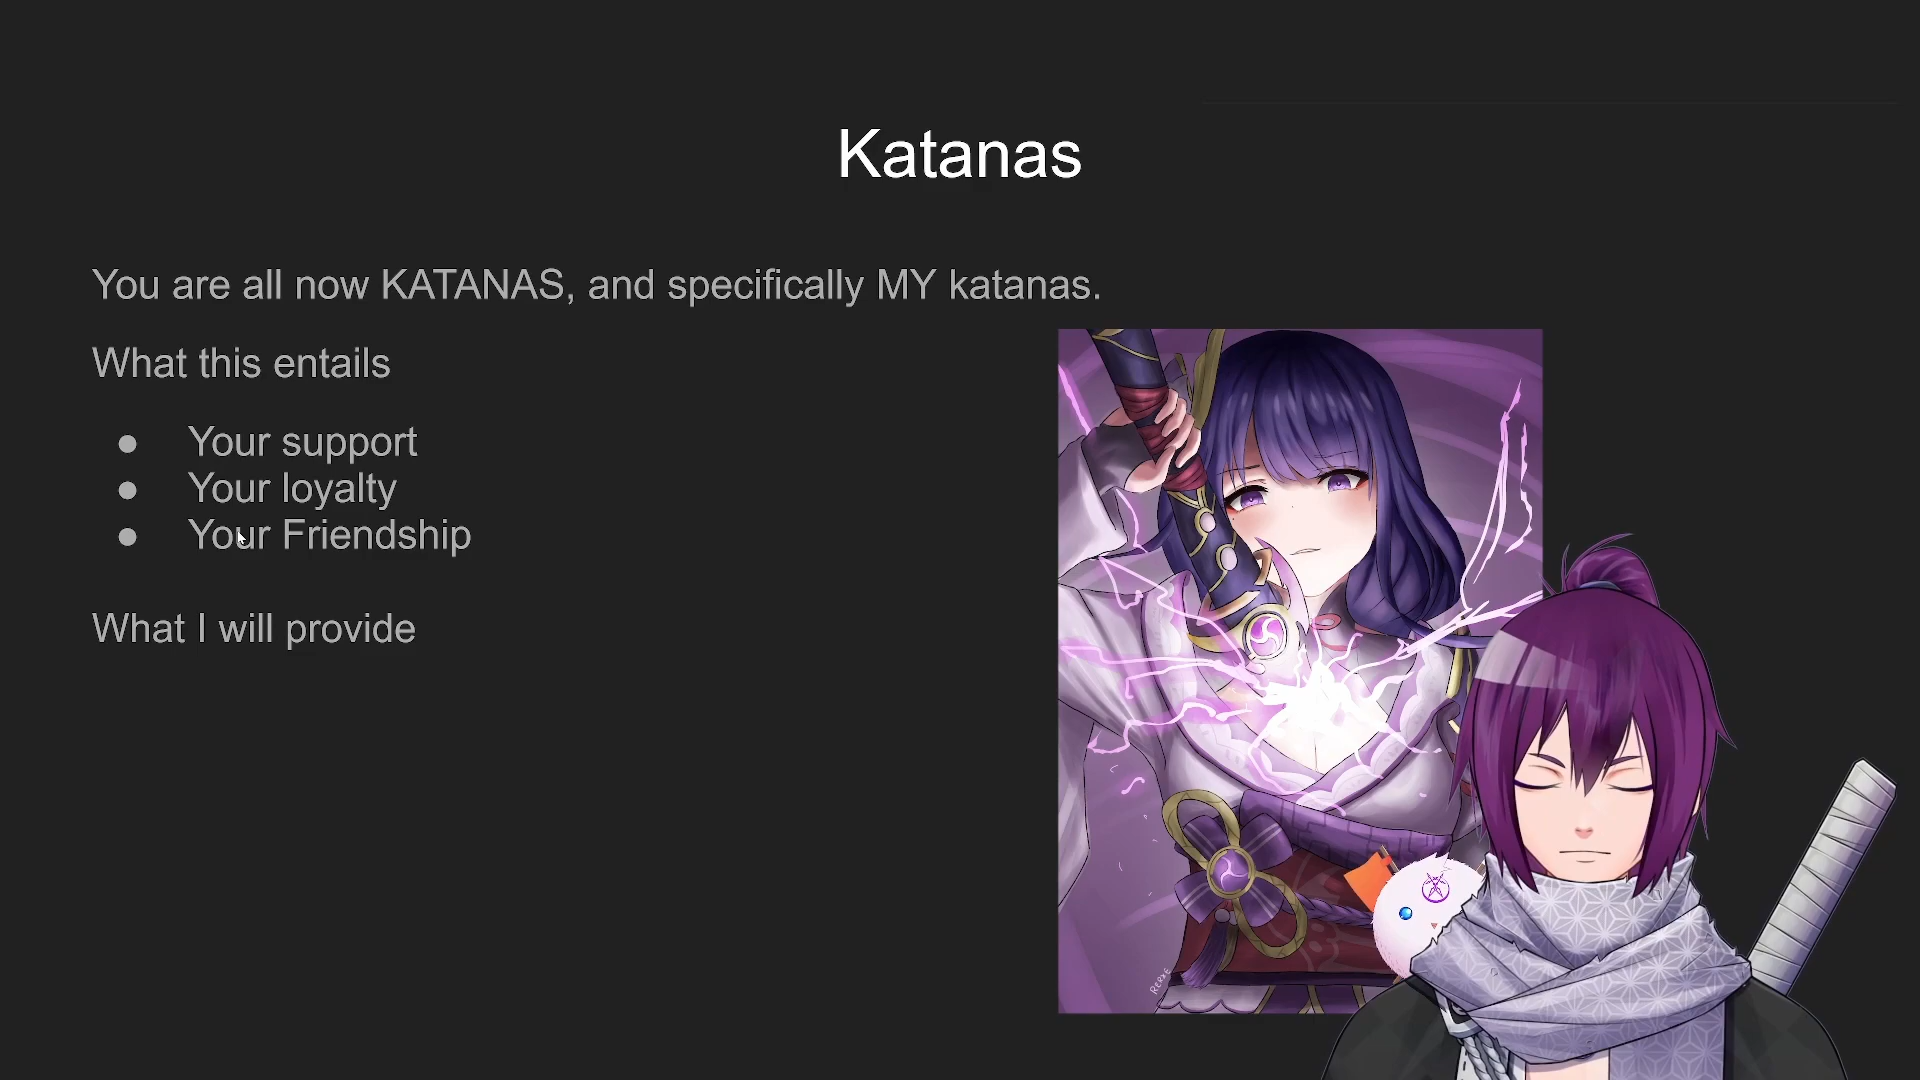 Katanas
You are all now KATANAS, and specifically MY katanas.
What this entails
● Your support
● Your loyalty
● Your Friendship
What I will provide